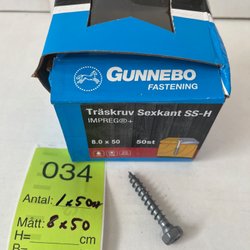 GUNNEBO
FASTENING
Träskruv Sexkant SS-H
IMPREG®+
8.0 x 50 50st
034
Antal: 1x50st
Mått: 8x50
H= cm
B=